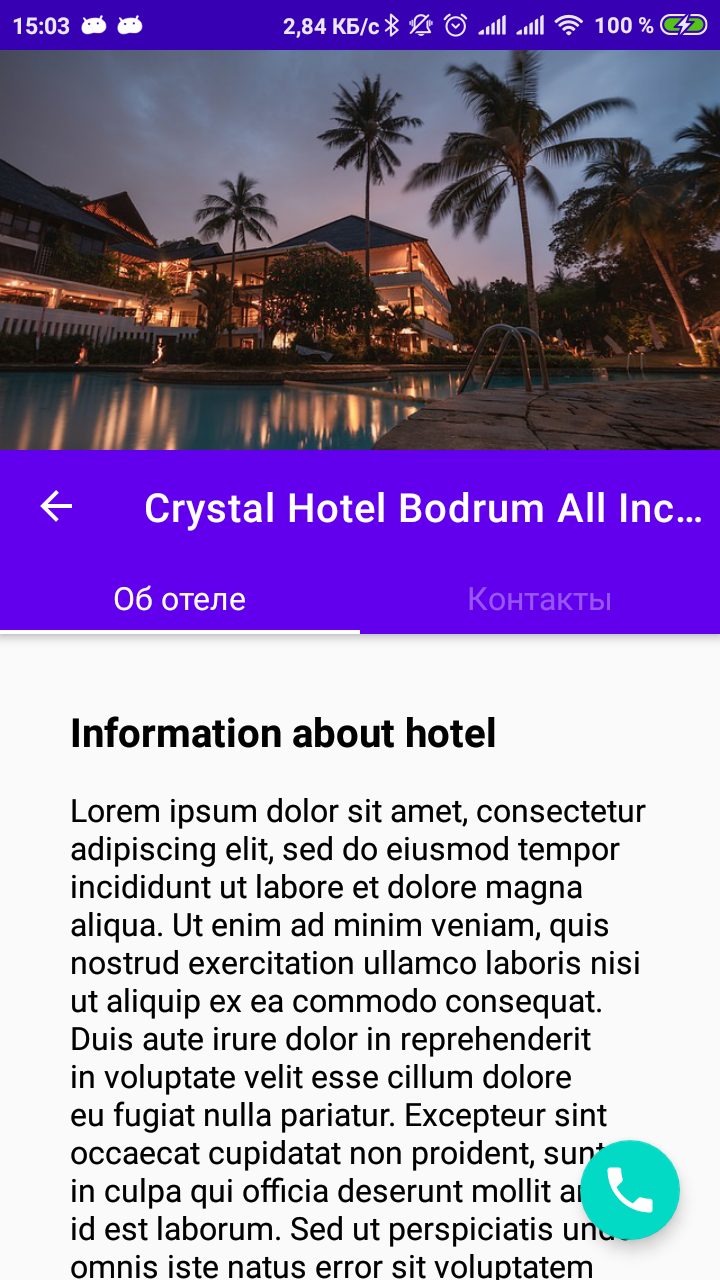 15:03
2,84 КБ/с
100 %
Crystal Hotel Bodrum All Inc...
Об отеле
Контакты
Information about hotel
Lorem ipsum dolor sit amet, consectetur
adipiscing elit, sed do eiusmod tempor
incididunt ut labore et dolore magna
aliqua. Ut enim ad minim veniam, quis
nostrud exercitation ullamco laboris nisi
ut aliquip ex ea commodo consequat.
Duis aute irure dolor in reprehenderit
in voluptate velit esse cillum dolore
eu fugiat nulla pariatur. Excepteur sint
occaecat cupidatat non proident, sunt
in culpa qui officia deserunt mollit
id est laborum. Sed ut perspiciatis
omnis iste natus error sit voluptatem